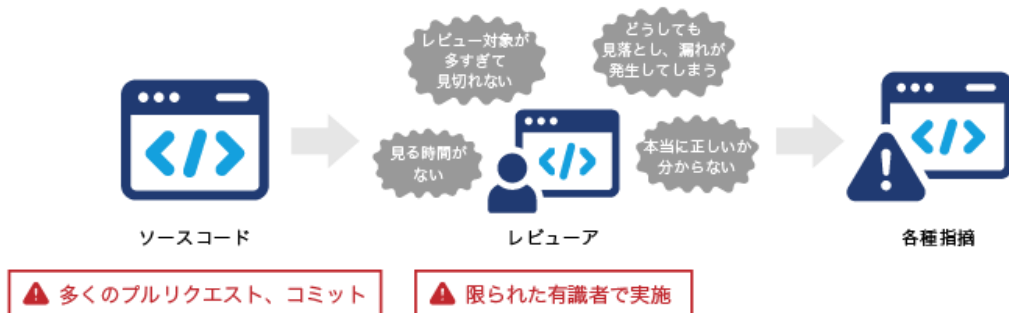 レビュー対象が
多すぎて
見切れない
どうしても
見落とし、漏れが
発生してしまう
見る時間が
ない
本当に正しいか
分からない
ソースコード
レビューア
各種指摘
多くのプルリクエスト、コミット
限られた有識者で実施